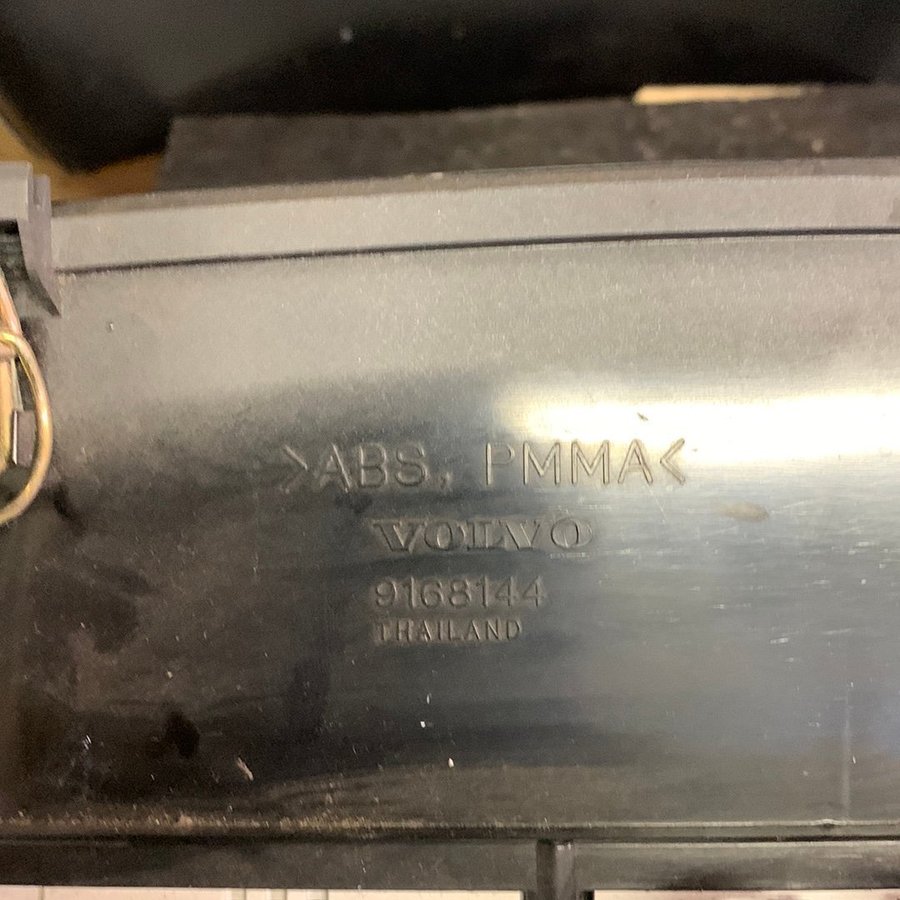 >ABS, PMMA<
VOLVO
9168144
THAILAND